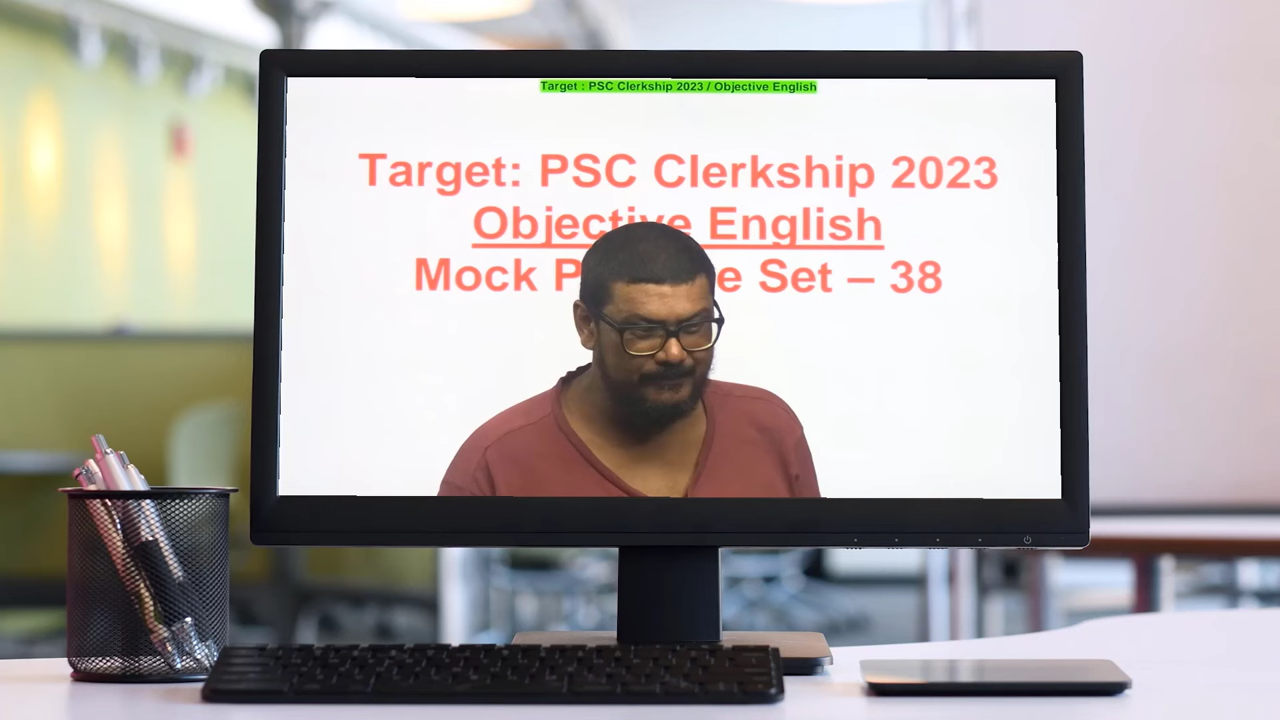 Target : PSC Clerkship 2023 / Objective English
Target: PSC Clerkship 2023
Objective English
Mock Set – 38